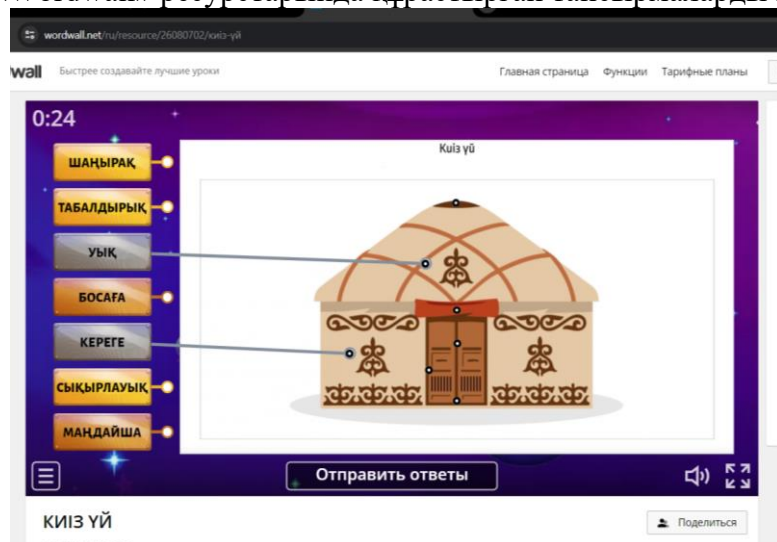 wordwall.net/ru/resource/26080702/киіз-үй
wall Быстрее создавайте лучшие уроки Главная страница Функции Тарифные планы
0:24
Киіз үй
ШАҢЫРАҚ
ТАБАЛДЫРЫҚ
УЫҚ
БОСАҒА
КЕРЕГЕ
СЫҚЫРЛАУЫҚ
МАҢДАЙША
Отправить ответы
КИІЗ ҮЙ
Поделиться